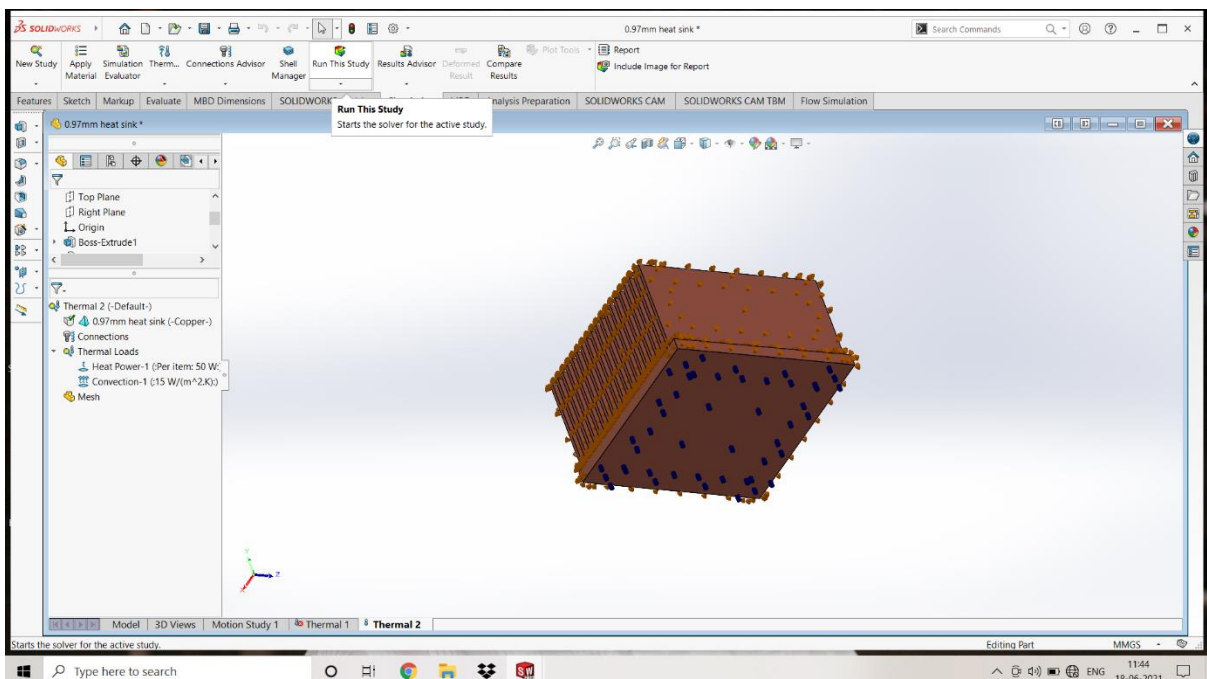 SOLIDWORKS
0.97mm heat sink *
Search Commands
New Study
Apply Material
Simulation Evaluator
Therm...
Connections Advisor
Shell Manager
Run This Study
Results Advisor
Deformed Result
Compare Results
Plot Tools
Report
Include Image for Report
Features
Sketch
Markup
Evaluate
MBD Dimensions
Analysis Preparation
SOLIDWORKS CAM
SOLIDWORKS CAM TBM
Flow Simulation
Run This Study
Starts the solver for the active study.
0.97mm heat sink *
Top Plane
Right Plane
Origin
Boss-Extrude1
Thermal 2 (-Default-)
0.97mm heat sink (-Copper-)
Connections
Thermal Loads
Heat Power-1 (:Per item: 50 W:
Convection-1 (:15 W/(m^2.K):)
Mesh
Y
Z
X
Model
3D Views
Motion Study 1
Thermal 1
Thermal 2
Starts the solver for the active study.
Editing Part
MMGS
Type here to search
ENG
11:44
18-06-2021